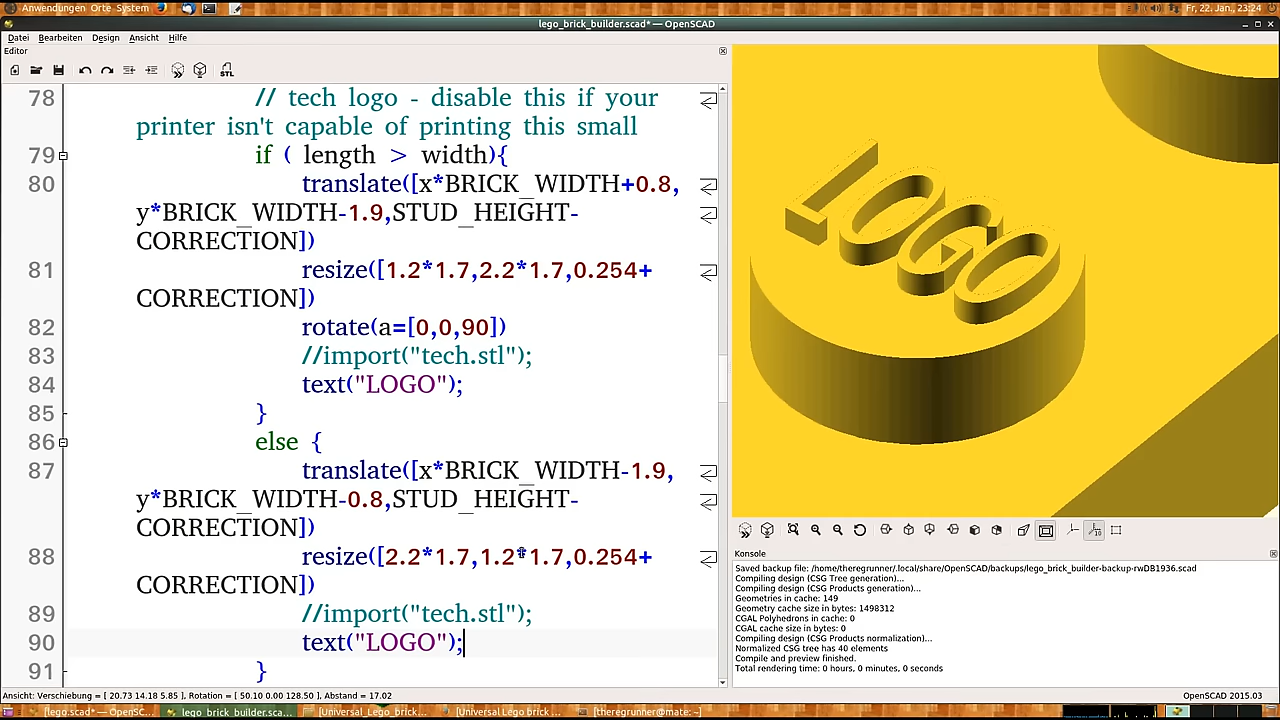 Anwendungen Orte System
Fr, 22. Jan., 23:24
lego_brick_builder.scad* — OpenSCAD
Datei Bearbeiten Design Ansicht Hilfe
Editor
STL
78 // tech logo - disable this if your
printer isn't capable of printing this small
79 if ( length > width){
80 translate([x*BRICK_WIDTH+0.8,
y*BRICK_WIDTH-1.9,STUD_HEIGHT-
CORRECTION])
81 resize([1.2*1.7,2.2*1.7,0.254+
CORRECTION])
82 rotate(a=[0,0,90])
83 //import("tech.stl");
84 text("LOGO");
85 }
86 else {
87 translate([x*BRICK_WIDTH-1.9,
y*BRICK_WIDTH-0.8,STUD_HEIGHT-
CORRECTION])
88 resize([2.2*1.7,1.2*1.7,0.254+
CORRECTION])
89 //import("tech.stl");
90 text("LOGO");
91 }
LOGO
Konsole
Saved backup file: /home/theregrunner/.local/share/OpenSCAD/backups/lego_brick_builder-backup-rwDB1936.scad
Compiling design (CSG Tree generation)...
Compiling design (CSG Products generation)...
Geometries in cache: 149
Geometry cache size in bytes: 1498312
CGAL Polyhedrons in cache: 0
CGAL cache size in bytes: 0
Compiling design (CSG Products normalization)...
Normalized CSG tree has 40 elements
Compile and preview finished.
Total rendering time: 0 hours, 0 minutes, 0 seconds
Ansicht: Verschiebung = [ 20.73 14.18 5.85 ], Rotation = [ 50.10 0.00 128.50 ], Abstand = 17.02
OpenSCAD 2015.03
[lego.scad* — OpenSC...
lego_brick_builder.sca...
[Universal_Lego_brick...
[Universal Lego brick ...
[theregrunner@mate: ~]